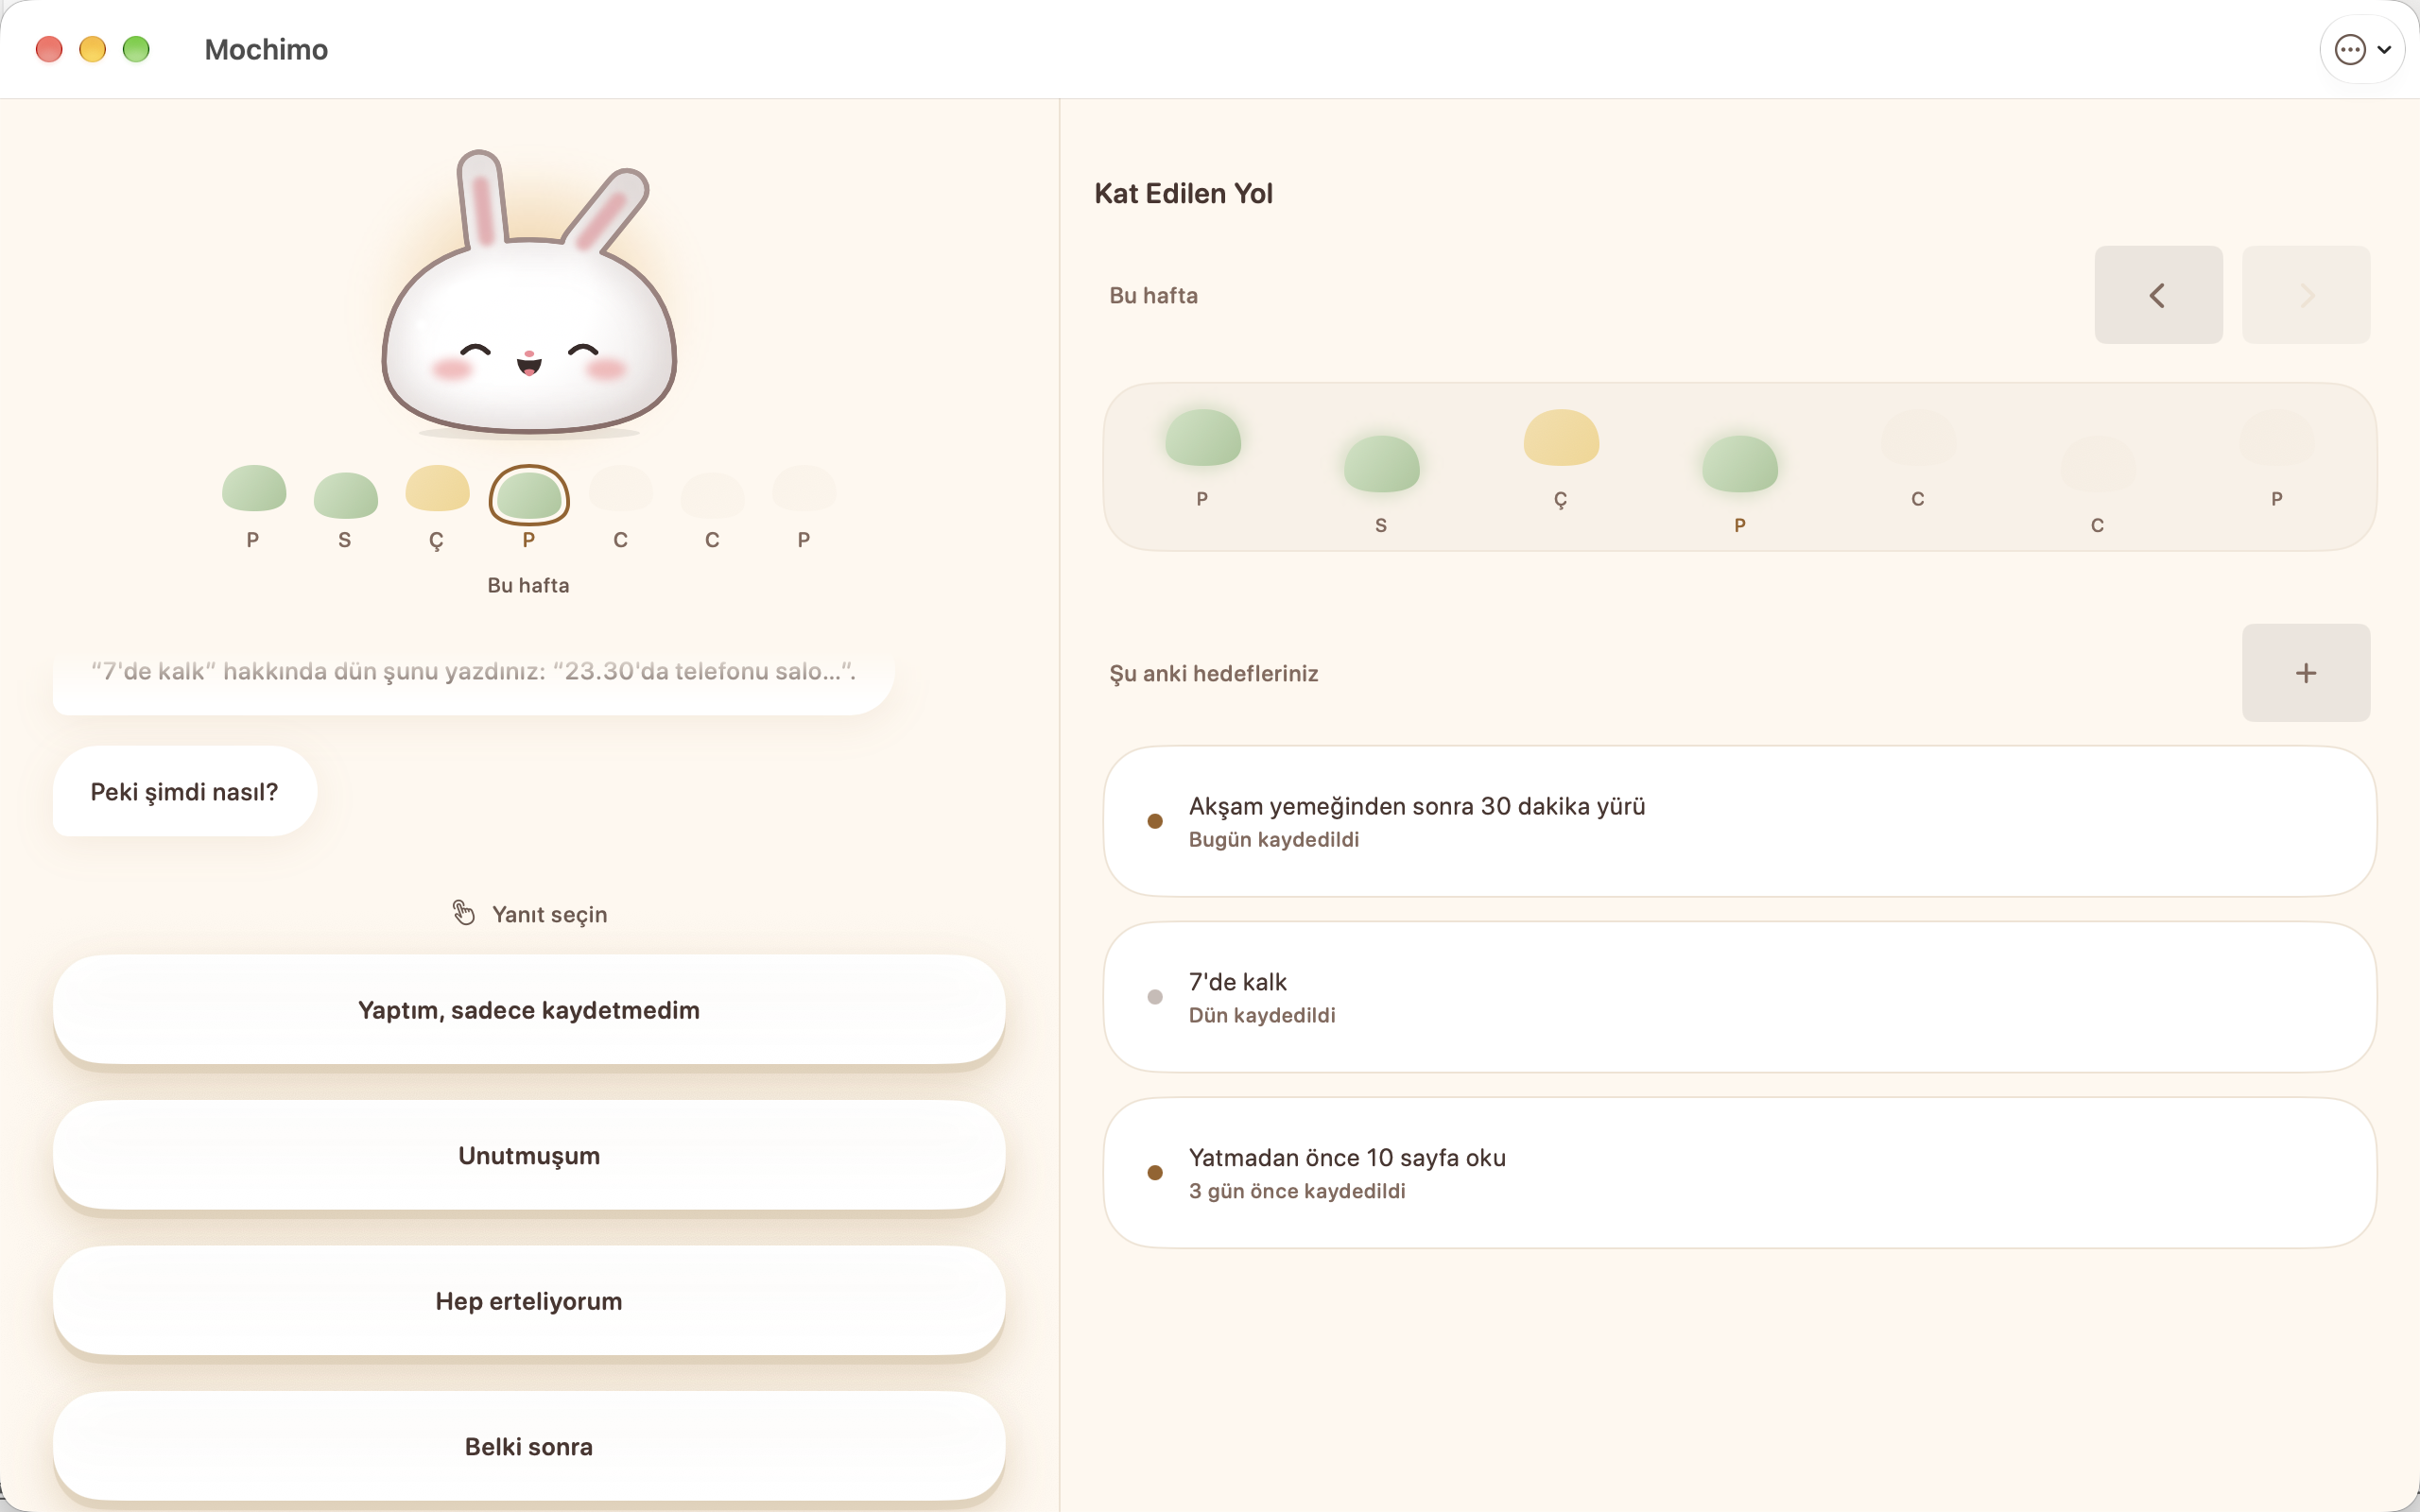 Mochimo
P S Ç P C C P
Bu hafta
“7'de kalk” hakkında dün şunu yazdınız: “23.30'da telefonu salo...“.
Peki şimdi nasıl?
Yanıt seçin
Yaptım, sadece kaydetmedim
Unutmuşum
Hep erteliyorum
Belki sonra
Kat Edilen Yol
Bu hafta
P S Ç P C C P
Şu anki hedefleriniz
Akşam yemeğinden sonra 30 dakika yürü
Bugün kaydedildi
7'de kalk
Dün kaydedildi
Yatmadan önce 10 sayfa oku
3 gün önce kaydedildi